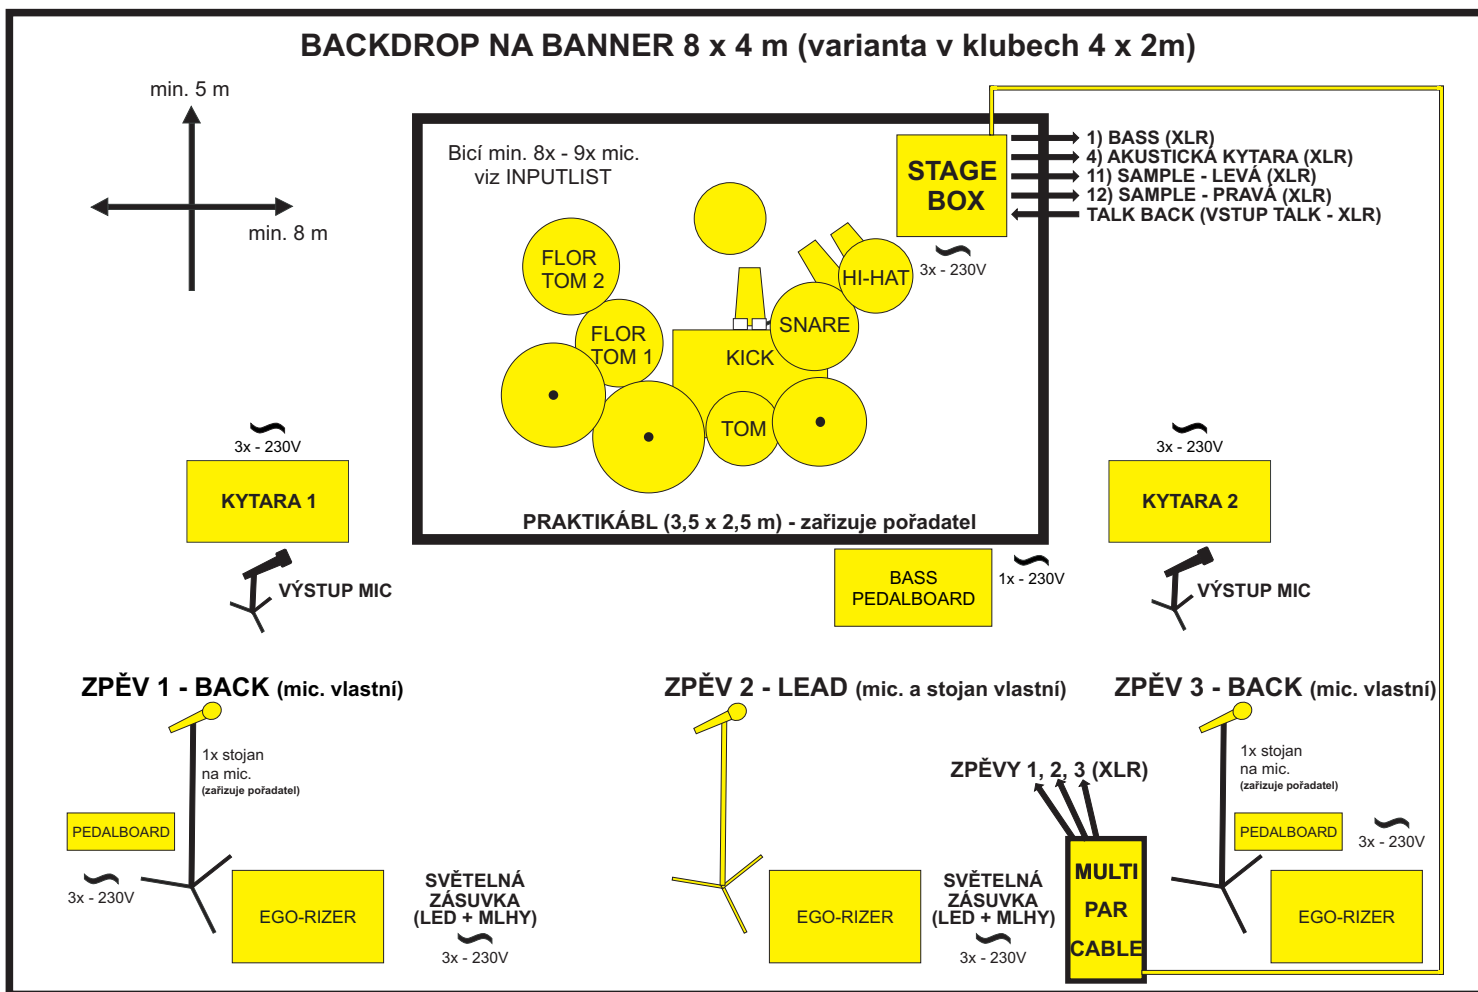 BACKDROP NA BANNER 8 x 4 m (varianta v klubech 4 x 2m)
min. 5 m
min. 8 m
Bicí min. 8x - 9x mic.
viz INPUTLIST
STAGE
BOX
3x - 230V
1) BASS (XLR)
4) AKUSTICKÁ KYTARA (XLR)
11) SAMPLE - LEVÁ (XLR)
12) SAMPLE - PRAVÁ (XLR)
TALK BACK (VSTUP TALK - XLR)
FLOR
TOM 2
FLOR
TOM 1
HI-HAT
SNARE
KICK
TOM
PRAKTIKÁBL (3,5 x 2,5 m) - zařizuje pořadatel
3x - 230V
KYTARA 1
VÝSTUP MIC
BASS
PEDALBOARD
1x - 230V
3x - 230V
KYTARA 2
VÝSTUP MIC
ZPĚV 1 - BACK (mic. vlastní)
1x stojan
na mic.
(zařizuje pořadatel)
PEDALBOARD
3x - 230V
EGO-RIZER
SVĚTELNÁ
ZÁSUVKA
(LED + MLHY)
3x - 230V
ZPĚV 2 - LEAD (mic. a stojan vlastní)
EGO-RIZER
SVĚTELNÁ
ZÁSUVKA
(LED + MLHY)
3x - 230V
ZPĚVY 1, 2, 3 (XLR)
MULTI
PAR
CABLE
ZPĚV 3 - BACK (mic. vlastní)
1x stojan
na mic.
(zařizuje pořadatel)
PEDALBOARD
3x - 230V
EGO-RIZER